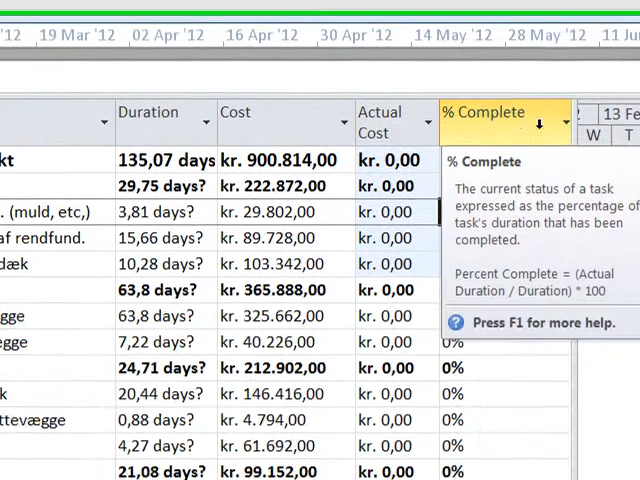 '12 19 Mar '12 02 Apr '12 16 Apr '12 30 Apr '12 14 May '12 28 May '12 11 Jun
Duration Cost Actual Cost % Complete 2 13 Fe
W T
kt 135,07 days kr. 900.814,00 kr. 0,00
29,75 days? kr. 222.872,00 kr. 0,00
. (muld, etc,) 3,81 days? kr. 29.802,00 kr. 0,00
af rendfund. 15,66 days? kr. 89.728,00 kr. 0,00
dæk 10,28 days? kr. 103.342,00 kr. 0,00
63,8 days? kr. 365.888,00 kr. 0,00
gge 63,8 days? kr. 325.662,00 kr. 0,00
egge 7,22 days? kr. 40.226,00 kr. 0,00 0%
24,71 days? kr. 212.902,00 kr. 0,00 0%
k 20,44 days? kr. 146.416,00 kr. 0,00 0%
ttevægge 0,88 days? kr. 4.794,00 kr. 0,00 0%
4,27 days? kr. 61.692,00 kr. 0,00 0%
21,08 days? kr. 99.152,00 kr. 0,00 0%
% Complete
The current status of a task
expressed as the percentage of
task's duration that has been
completed.
Percent Complete = (Actual
Duration / Duration) * 100
Press F1 for more help.